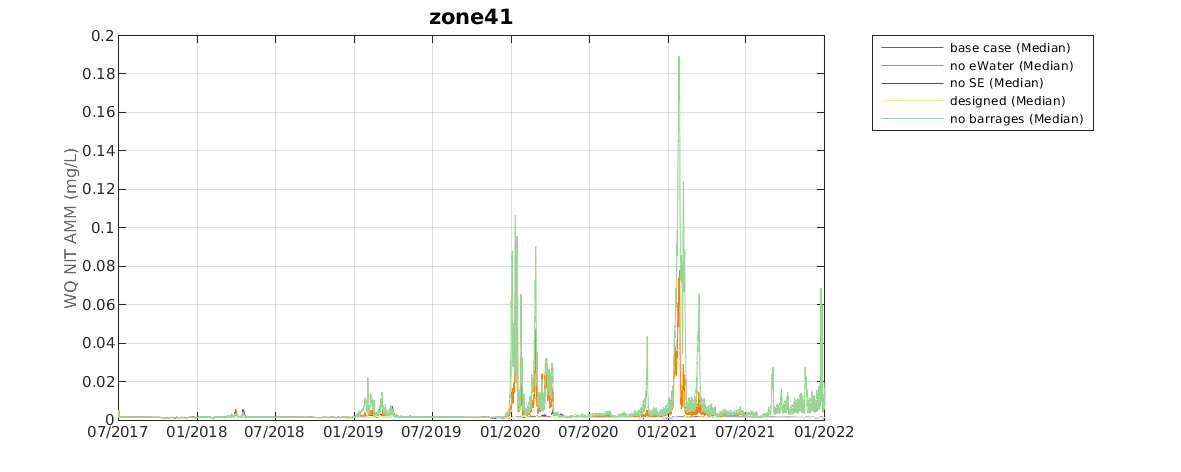 zone41
WQ NIT AMM (mg/L)
0.2
0.18
0.16
0.14
0.12
0.1
0.08
0.06
0.04
0.02
0
07/2017 01/2018 07/2018 01/2019 07/2019 01/2020 07/2020 01/2021 07/2021 01/2022
base case (Median)
no eWater (Median)
no SE (Median)
designed (Median)
no barrages (Median)